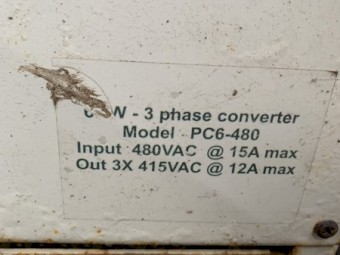 - 3 phase converter
Model PC6-480
Input 480VAC @ 15A max
Out 3X 415VAC @ 12A max